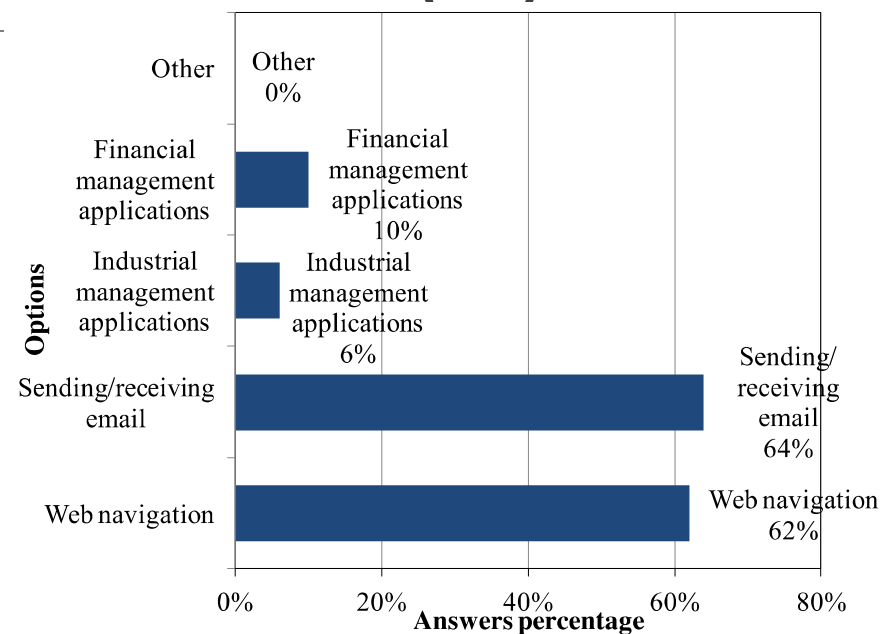 Other
Other
0%
Financial
management
applications
Financial
management
applications
10%
Industrial
management
applications
Industrial
management
applications
6%
Options
Sending/receiving
email
Sending/
receiving
email
64%
Web navigation
Web navigation
62%
0% 20% 40% 60% 80%
Answers percentage